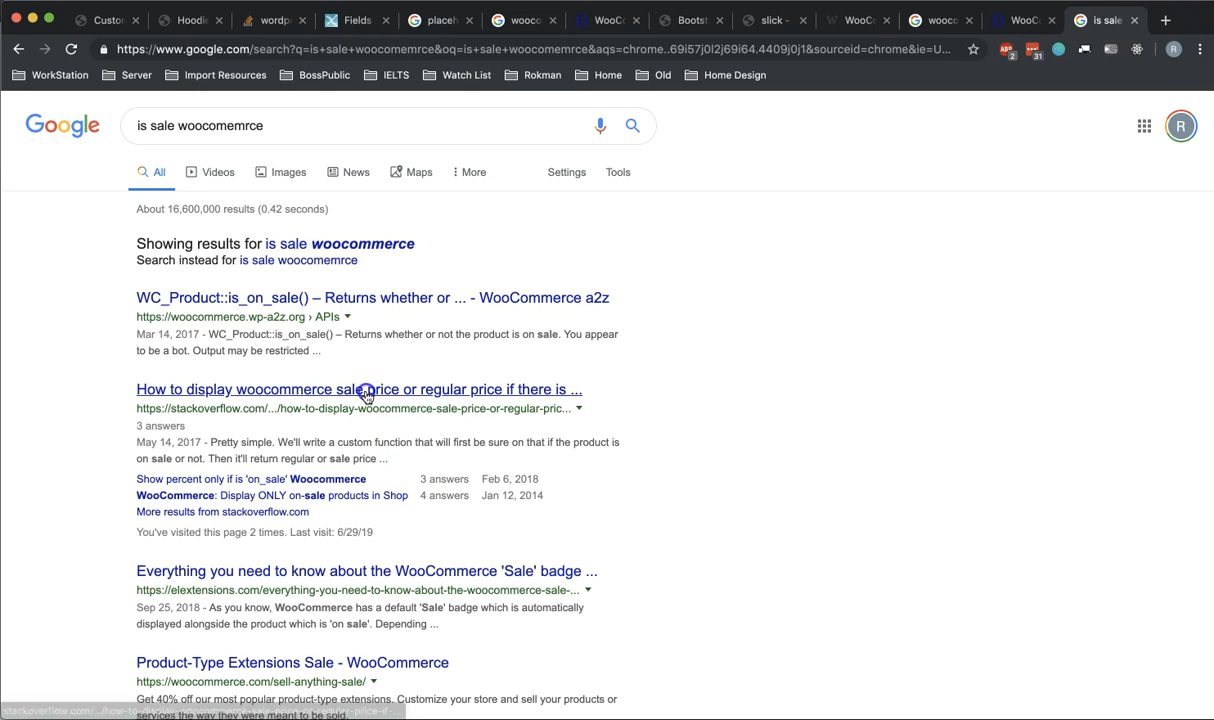 Custor
Hoodie
wordp
Fields
placeh
wooco
WooCo
Bootst
slick -
WooCo
wooco
WooCo
is sale
https://www.google.com/search?q=is+sale+woocomemrce&oq=is+sale+woocomemrce&aqs=chrome..69i57j0l2j69i64.4409j0j1&sourceid=chrome&ie=U...
ABP 2
31
R
WorkStation
Server
Import Resources
BossPublic
IELTS
Watch List
Rokman
Home
Old
Home Design
Google
is sale woocomemrce
R
All
Videos
Images
News
Maps
More
Settings
Tools
About 16,600,000 results (0.42 seconds)
Showing results for is sale woocommerce
Search instead for is sale woocomemrce
WC_Product::is_on_sale() – Returns whether or ... - WooCommerce a2z
https://woocommerce.wp-a2z.org › APIs
Mar 14, 2017 - WC_Product::is_on_sale() – Returns whether or not the product is on sale. You appear
to be a bot. Output may be restricted ...
How to display woocommerce sale price or regular price if there is ...
https://stackoverflow.com/.../how-to-display-woocommerce-sale-price-or-regular-pric...
3 answers
May 14, 2017 - Pretty simple. We'll write a custom function that will first be sure on that if the product is
on sale or not. Then it'll return regular or sale price ...
Show percent only if is 'on_sale' Woocommerce 3 answers Feb 6, 2018
WooCommerce: Display ONLY on-sale products in Shop 4 answers Jan 12, 2014
More results from stackoverflow.com
You've visited this page 2 times. Last visit: 6/29/19
Everything you need to know about the WooCommerce 'Sale' badge ...
https://elextensions.com/everything-you-need-to-know-about-the-woocommerce-sale-...
Sep 25, 2018 - As you know, WooCommerce has a default 'Sale' badge which is automatically
displayed alongside the product which is 'on sale'. Depending ...
Product-Type Extensions Sale - WooCommerce
https://woocommerce.com/sell-anything-sale/
Get 40% off our most popular product-type extensions. Customize your store and sell your products or
services the way they were meant to be sold.